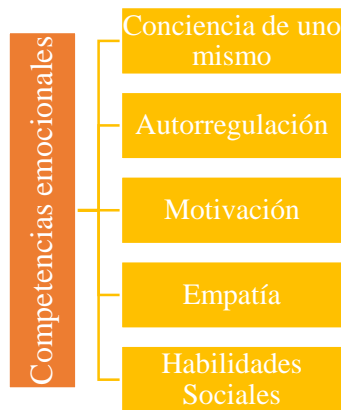 Competencias emocionales
Conciencia de uno
mismo
Autorregulación
Motivación
Empatía
Habilidades
Sociales